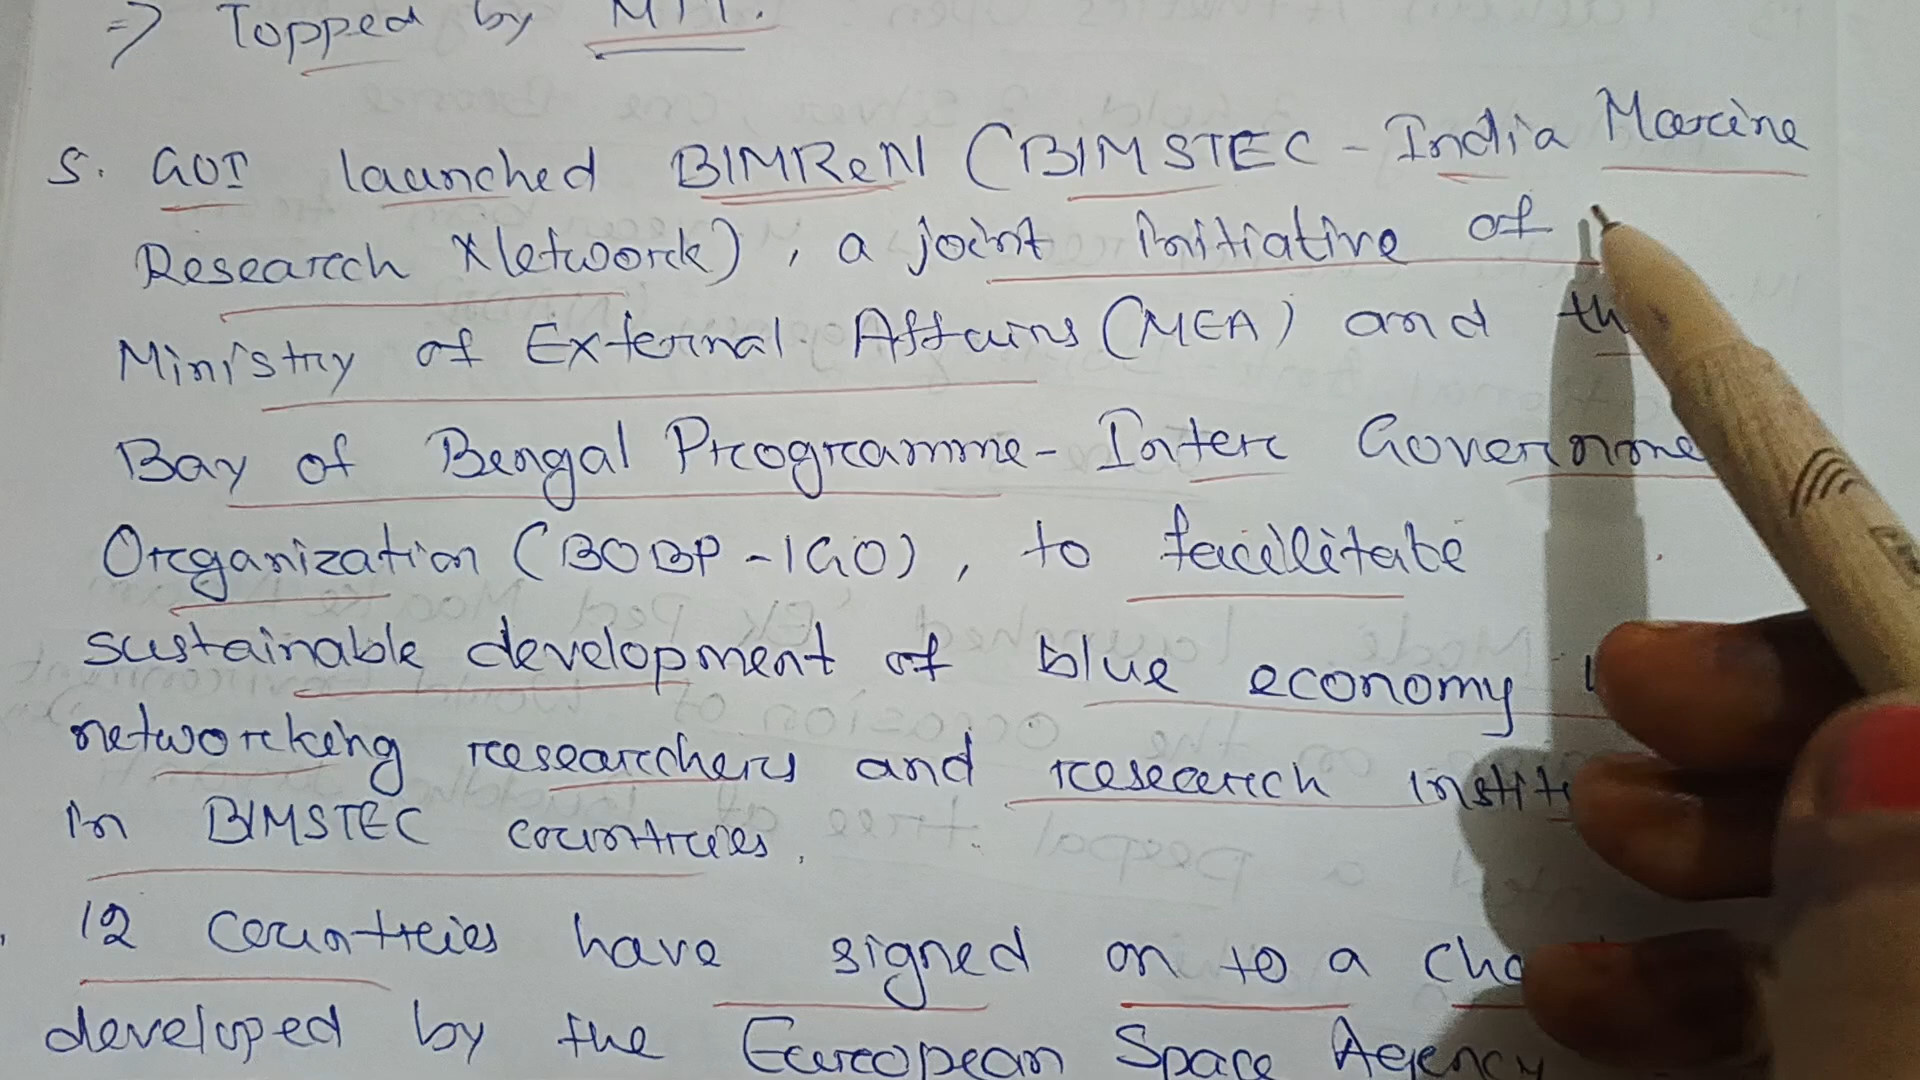 => Topped by MIT.
5. GOI launched BIMReN (BIMSTEC - India Marine
Research Network), a joint initiative of
Ministry of External Affairs (MEA) and
Bay of Bengal Programme - Inter
Organization (BOBP - IGO), to facilitate
sustainable development of blue economy
networking researchers and research
in BIMSTEC countries.
12 countries have signed on to a
developed by the European Space Agency